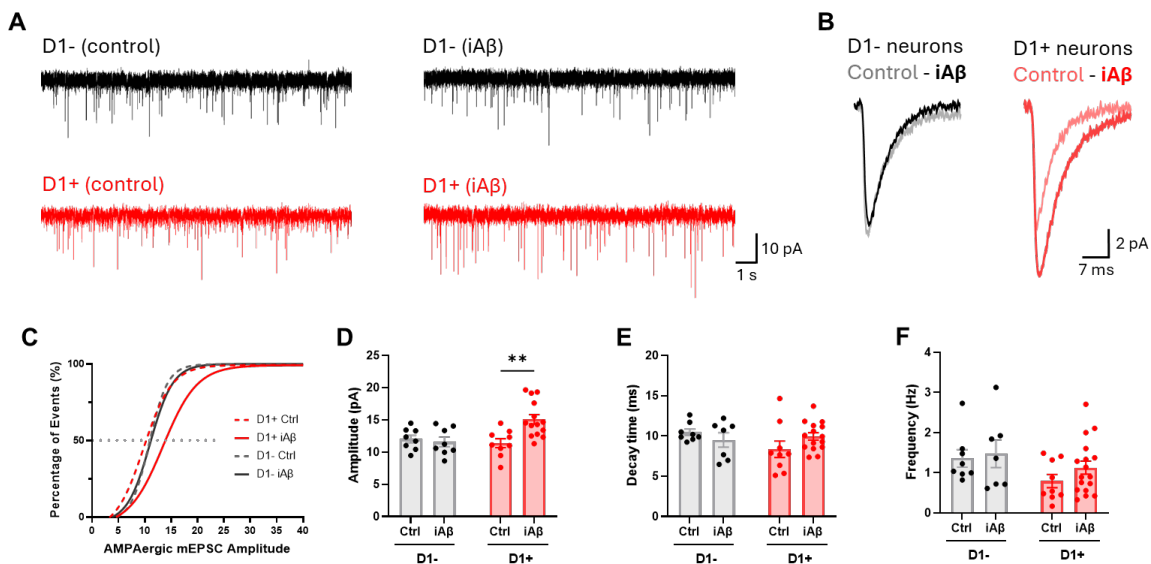 A
D1- (control)
D1- (iAβ)
D1+ (control)
D1+ (iAβ)
10 pA
1 s
B
D1- neurons
Control - iAβ
D1+ neurons
Control - iAβ
2 pA
7 ms
C
Percentage of Events (%)
100
50
0
0 5 10 15 20 25 30 35 40
AMPAergic mEPSC Amplitude
D1+ Ctrl
D1+ iAβ
D1- Ctrl
D1- iAβ
D
Amplitude (pA)
25
20
15
10
5
0
**
Ctrl iAβ Ctrl iAβ
D1- D1+
E
Decay time (ms)
20
15
10
5
0
Ctrl iAβ Ctrl iAβ
D1- D1+
F
Frequency (Hz)
4
3
2
1
0
Ctrl iAβ Ctrl iAβ
D1- D1+